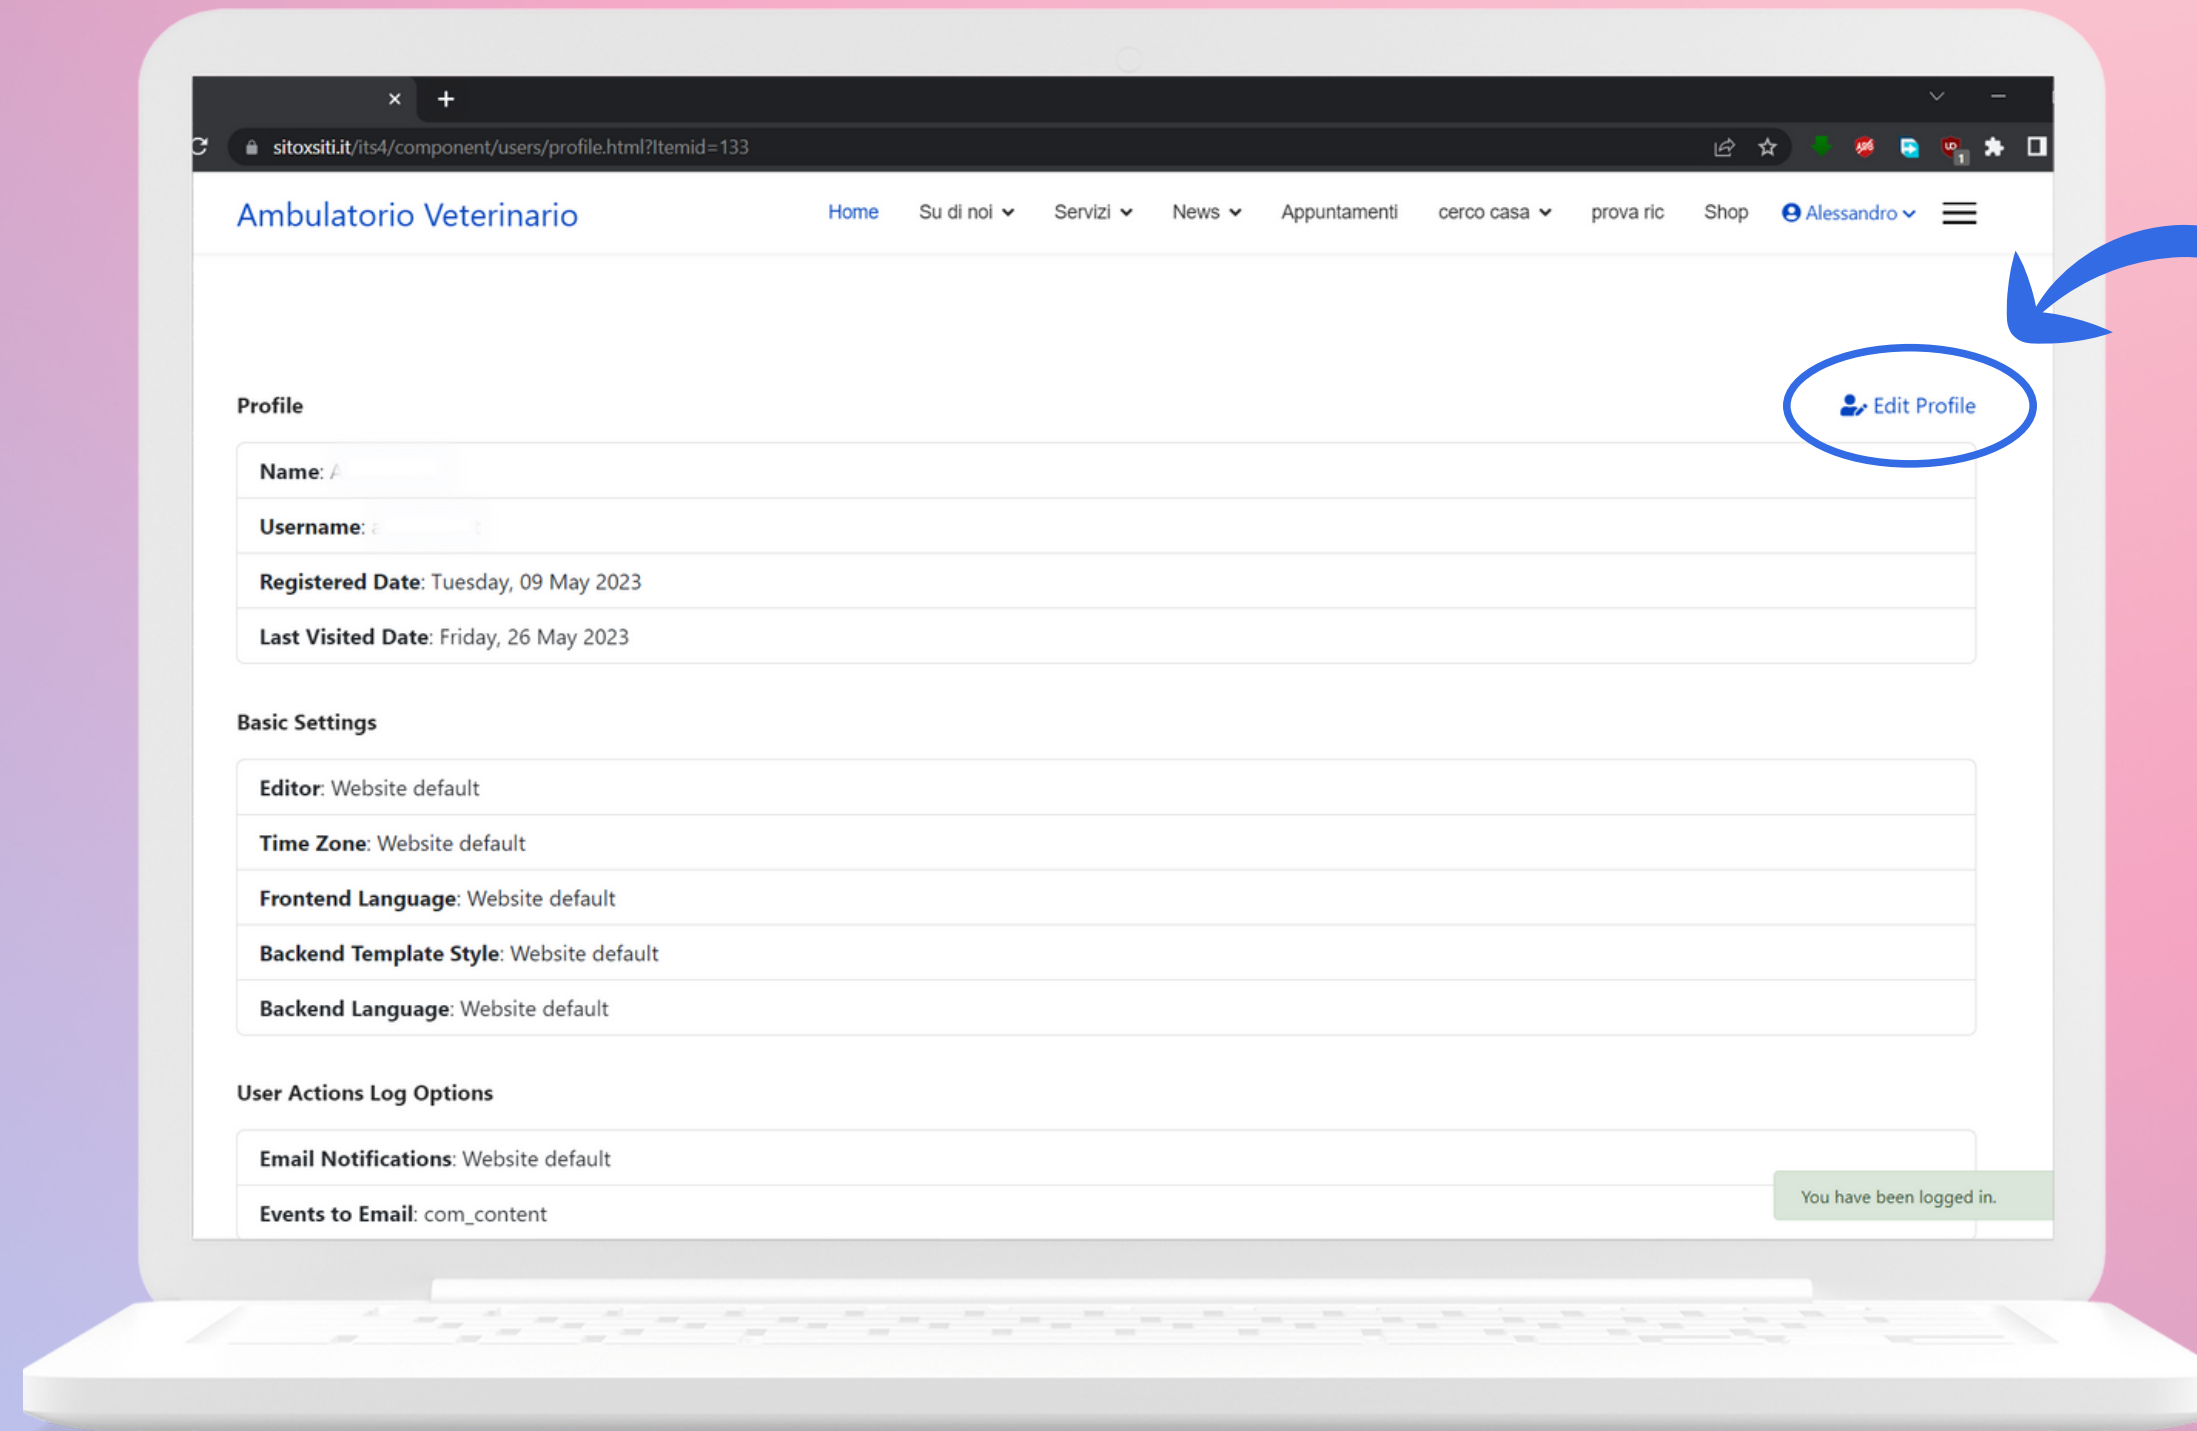 sitoxsiti.it/its4/component/users/profile.html?Itemid=133
Ambulatorio Veterinario
Home Su di noi Servizi News Appuntamenti cerco casa prova ric Shop Alessandro
Profile
Edit Profile
Name:
Username:
Registered Date: Tuesday, 09 May 2023
Last Visited Date: Friday, 26 May 2023
Basic Settings
Editor: Website default
Time Zone: Website default
Frontend Language: Website default
Backend Template Style: Website default
Backend Language: Website default
User Actions Log Options
Email Notifications: Website default
You have been logged in.
Events to Email: com_content